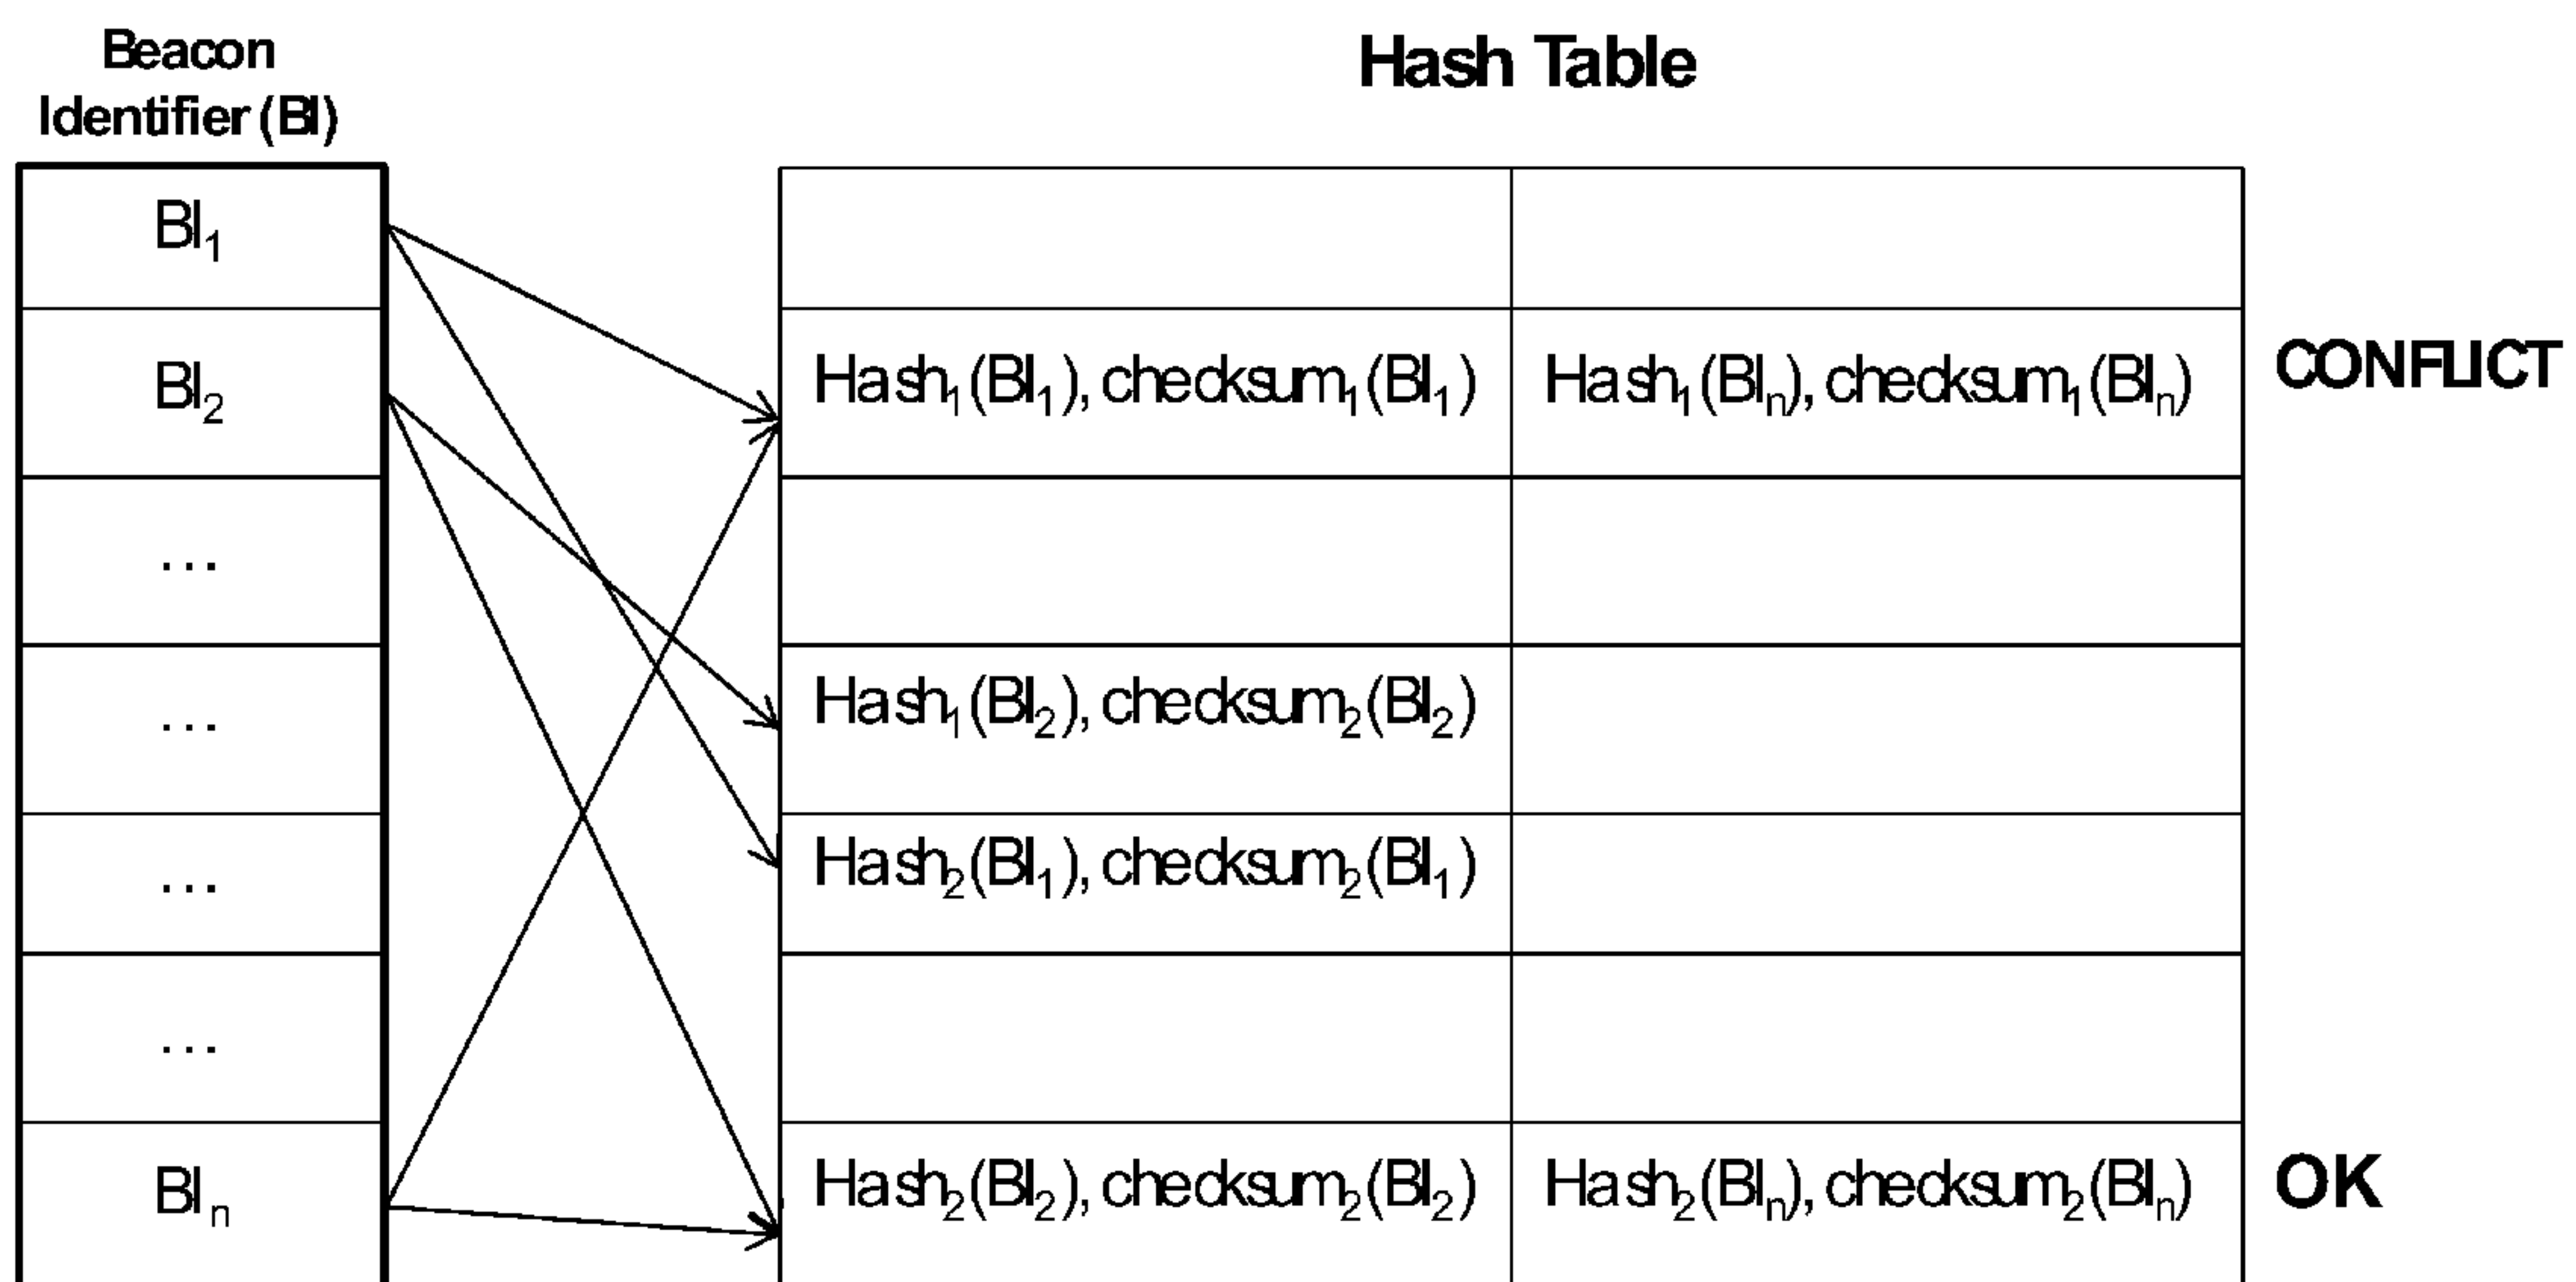 Beacon
Identifier (BI)
Hash Table
BI₁
BI₂
Hash₁(BI₁), checksum₁(BI₁)
Hash₁(BIₙ), checksum₁(BIₙ)
CONFLICT
...
...
Hash₁(BI₂), checksum₂(BI₂)
...
Hash₂(BI₁), checksum₂(BI₁)
...
BIₙ
Hash₂(BI₂), checksum₂(BI₂)
Hash₂(BIₙ), checksum₂(BIₙ)
OK